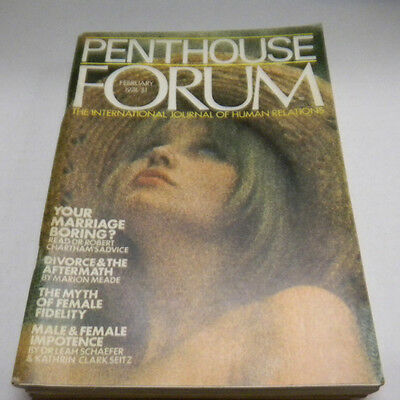 PENTHOUSE
FORUM
FEBRUARY
1976 $1
THE INTERNATIONAL JOURNAL OF HUMAN RELATIONS
YOUR
MARRIAGE
BORING?
READ DR ROBERT
CHARTHAM'S ADVICE
DIVORCE & THE
AFTERMATH
BY MARION MEADE
THE MYTH
OF FEMALE
FIDELITY
MALE & FEMALE
IMPOTENCE
BY DR LEAH SCHAEFER
& KATHRIN CLARK SEITZ